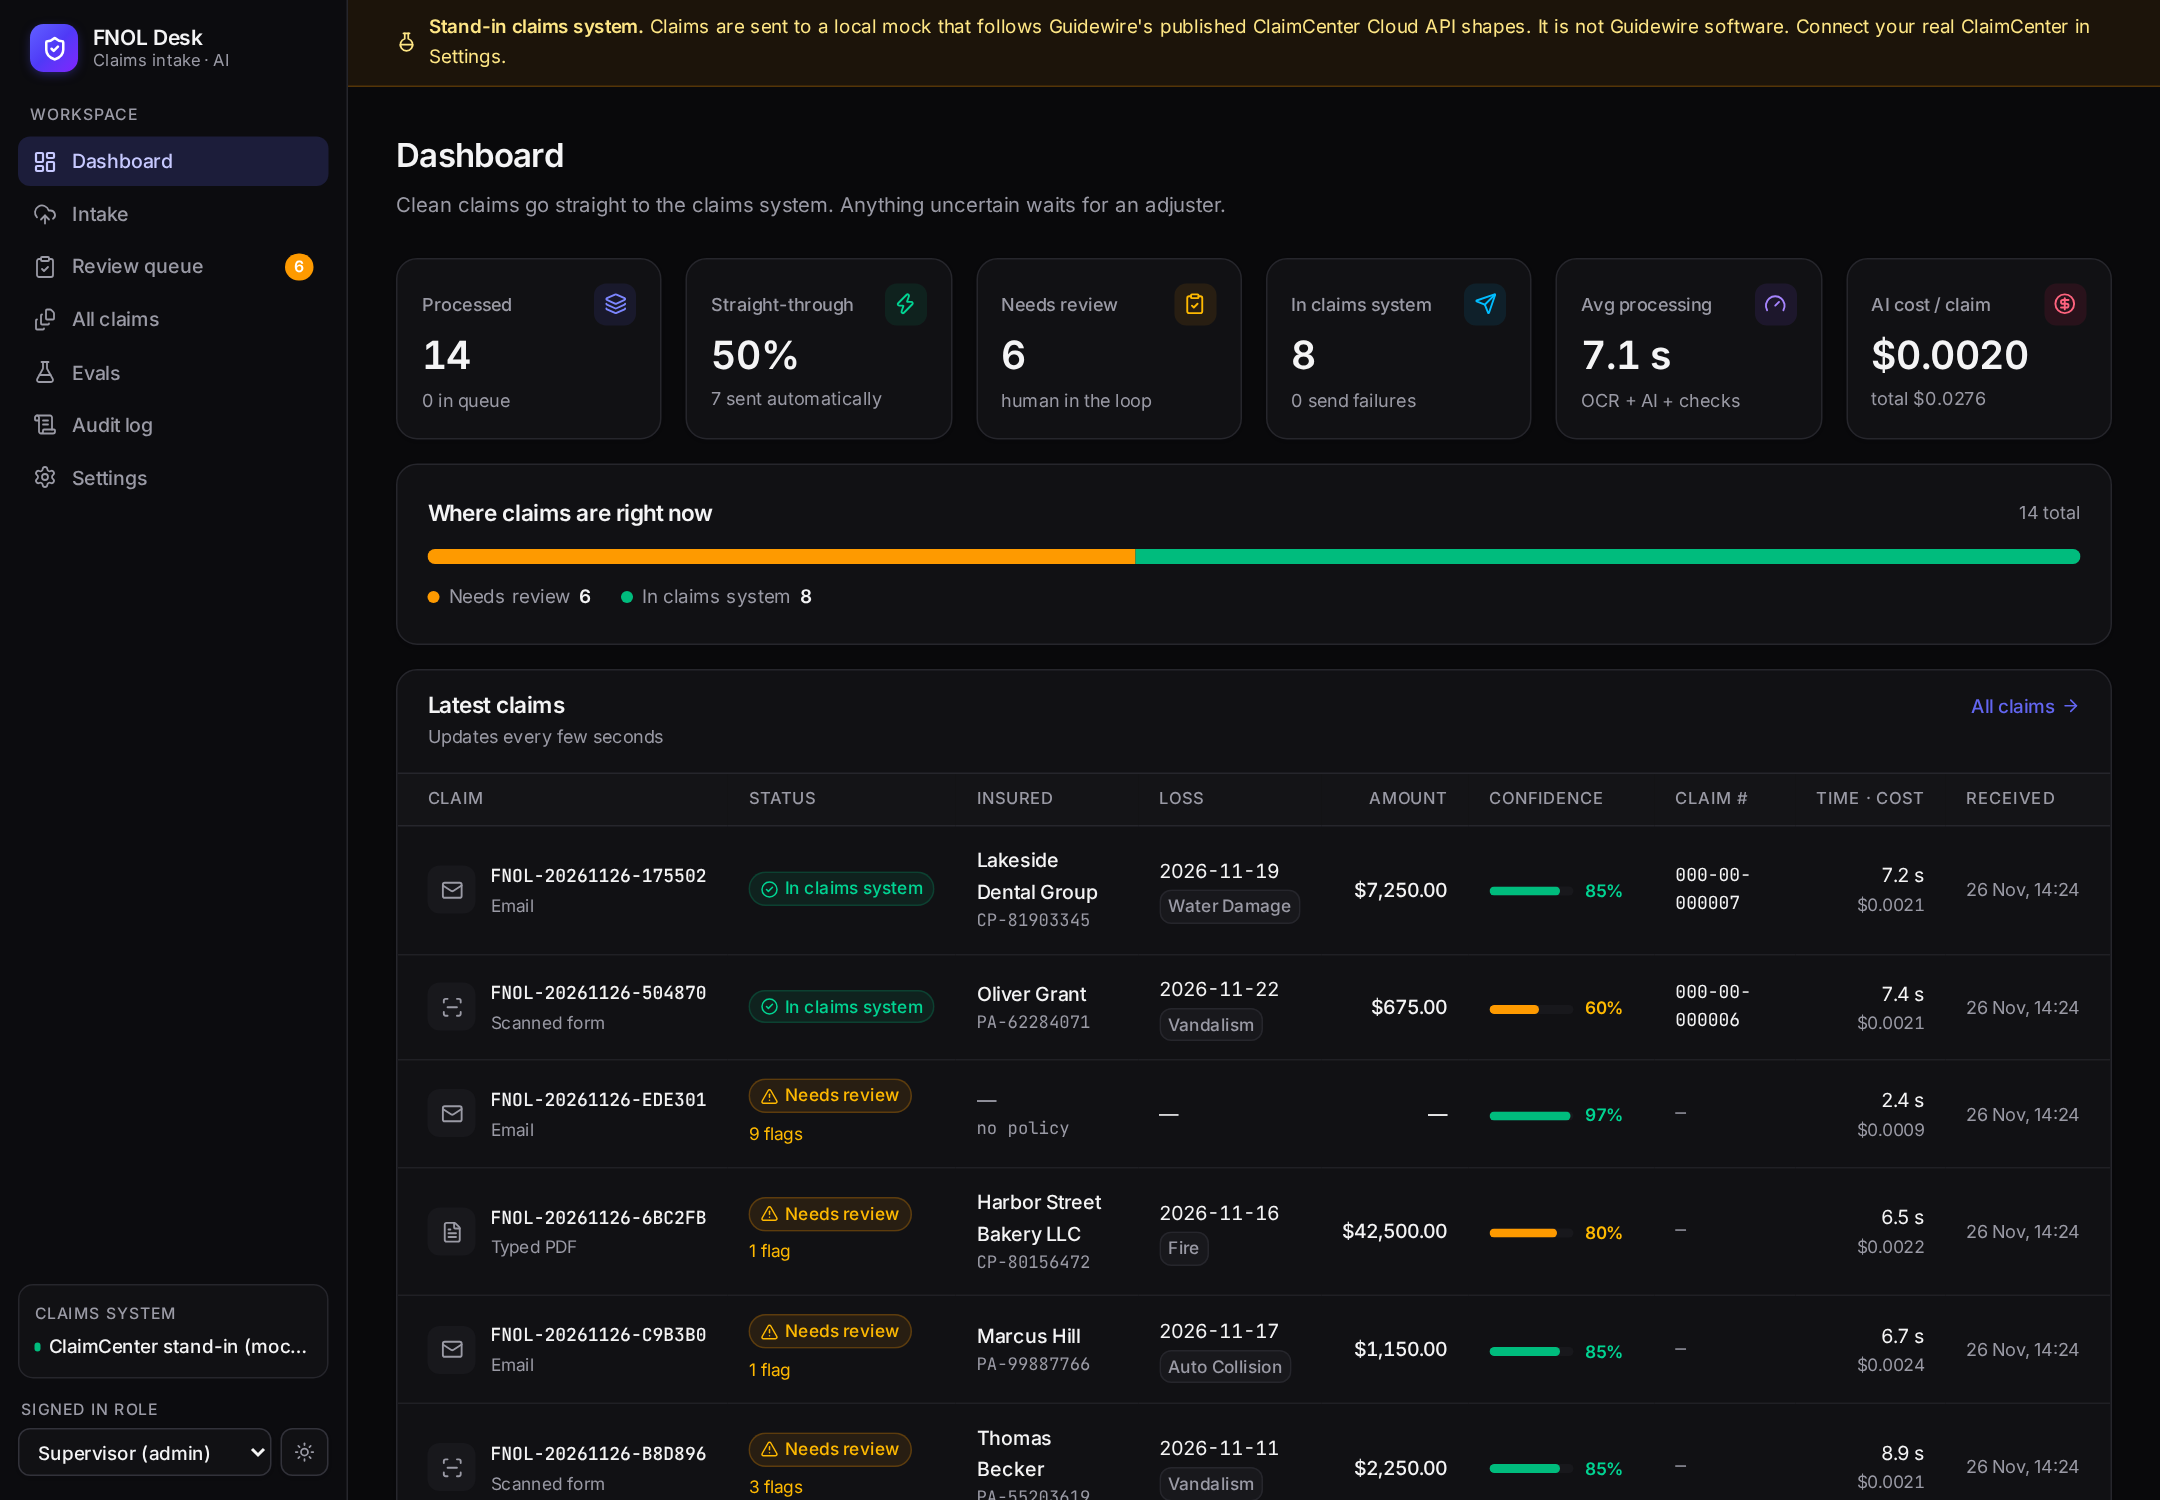 FNOL Desk
Claims intake · AI
WORKSPACE
Dashboard
Intake
Review queue 6
All claims
Evals
Audit log
Settings
CLAIMS SYSTEM
ClaimCenter stand-in (moc...
SIGNED IN ROLE
Supervisor (admin)
Stand-in claims system. Claims are sent to a local mock that follows Guidewire's published ClaimCenter Cloud API shapes. It is not Guidewire software. Connect your real ClaimCenter in
Settings.
Dashboard
Clean claims go straight to the claims system. Anything uncertain waits for an adjuster.
Processed
14
0 in queue
Straight-through
50%
7 sent automatically
Needs review
6
human in the loop
In claims system
8
0 send failures
Avg processing
7.1 s
OCR + AI + checks
AI cost / claim
$0.0020
total $0.0276
Where claims are right now 14 total
Needs review 6 In claims system 8
Latest claims All claims →
Updates every few seconds
CLAIM STATUS INSURED LOSS AMOUNT CONFIDENCE CLAIM # TIME · COST RECEIVED
FNOL-20261126-175502
Email
In claims system
Lakeside
Dental Group
CP-81903345
2026-11-19
Water Damage
$7,250.00
85%
000-00-
000007
7.2 s
$0.0021
26 Nov, 14:24
FNOL-20261126-504870
Scanned form
In claims system
Oliver Grant
PA-62284071
2026-11-22
Vandalism
$675.00
60%
000-00-
000006
7.4 s
$0.0021
26 Nov, 14:24
FNOL-20261126-EDE301
Email
Needs review
9 flags
—
no policy
—
—
97%
—
2.4 s
$0.0009
26 Nov, 14:24
FNOL-20261126-6BC2FB
Typed PDF
Needs review
1 flag
Harbor Street
Bakery LLC
CP-80156472
2026-11-16
Fire
$42,500.00
80%
—
6.5 s
$0.0022
26 Nov, 14:24
FNOL-20261126-C9B3B0
Email
Needs review
1 flag
Marcus Hill
PA-99887766
2026-11-17
Auto Collision
$1,150.00
85%
—
6.7 s
$0.0024
26 Nov, 14:24
FNOL-20261126-B8D896
Scanned form
Needs review
3 flags
Thomas
Becker
PA-55203619
2026-11-11
Vandalism
$2,250.00
85%
—
8.9 s
$0.0021
26 Nov, 14:24